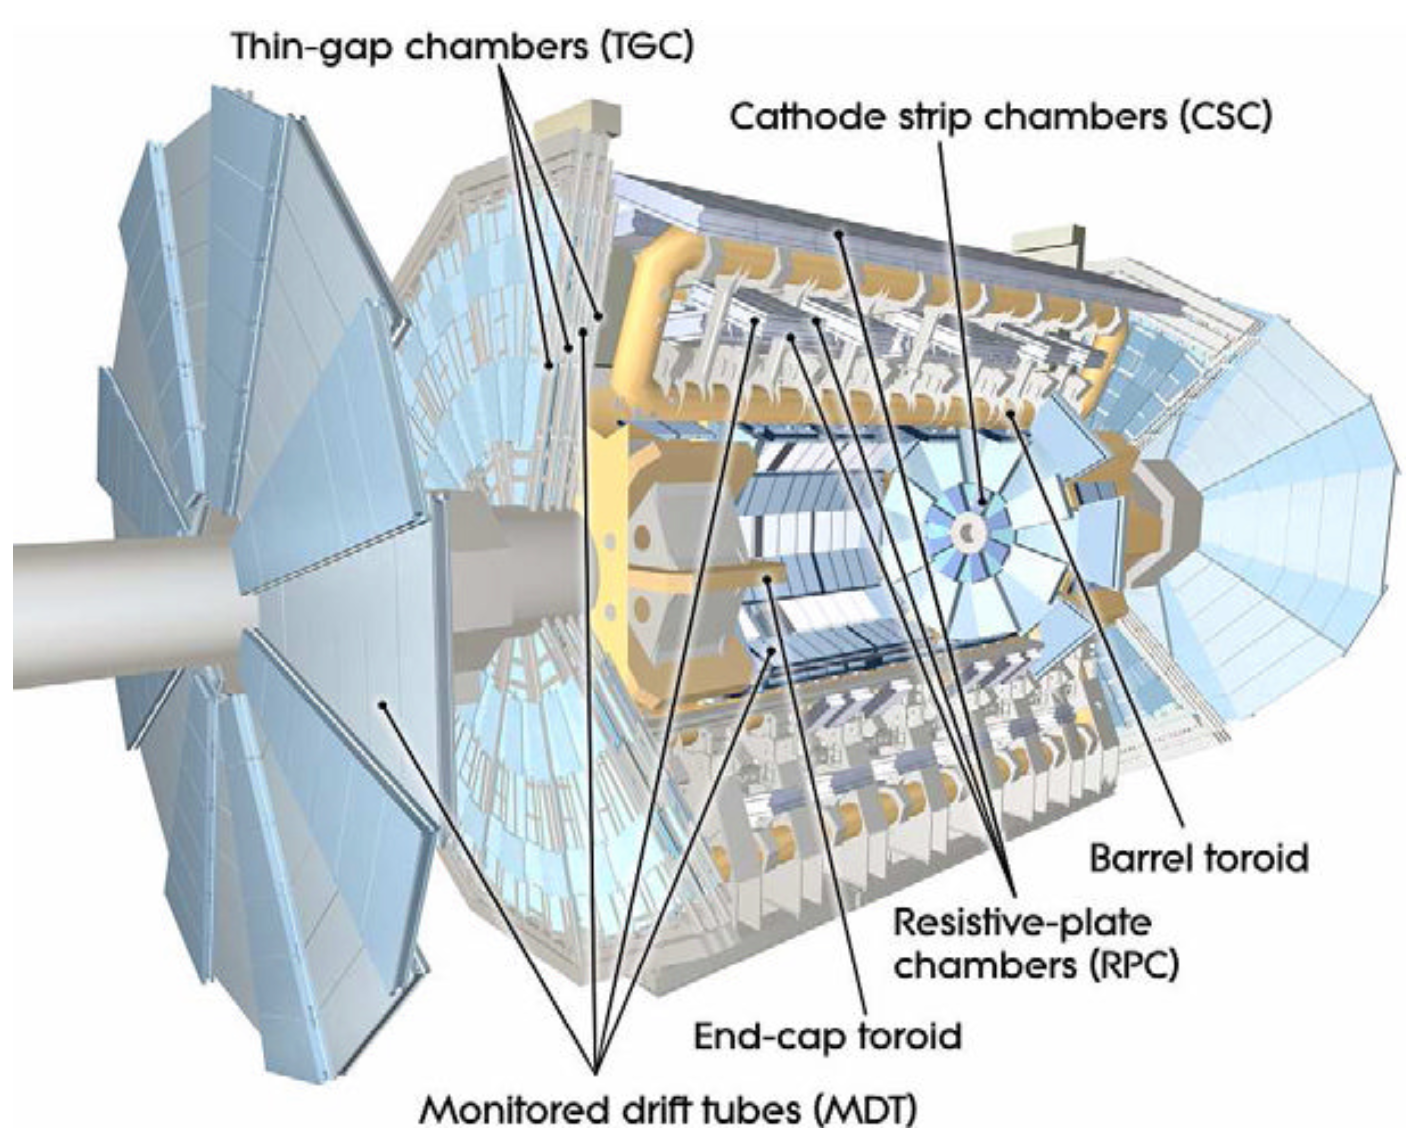 Thin-gap chambers (TGC)
Cathode strip chambers (CSC)
Barrel toroid
Resistive-plate
chambers (RPC)
End-cap toroid
Monitored drift tubes (MDT)